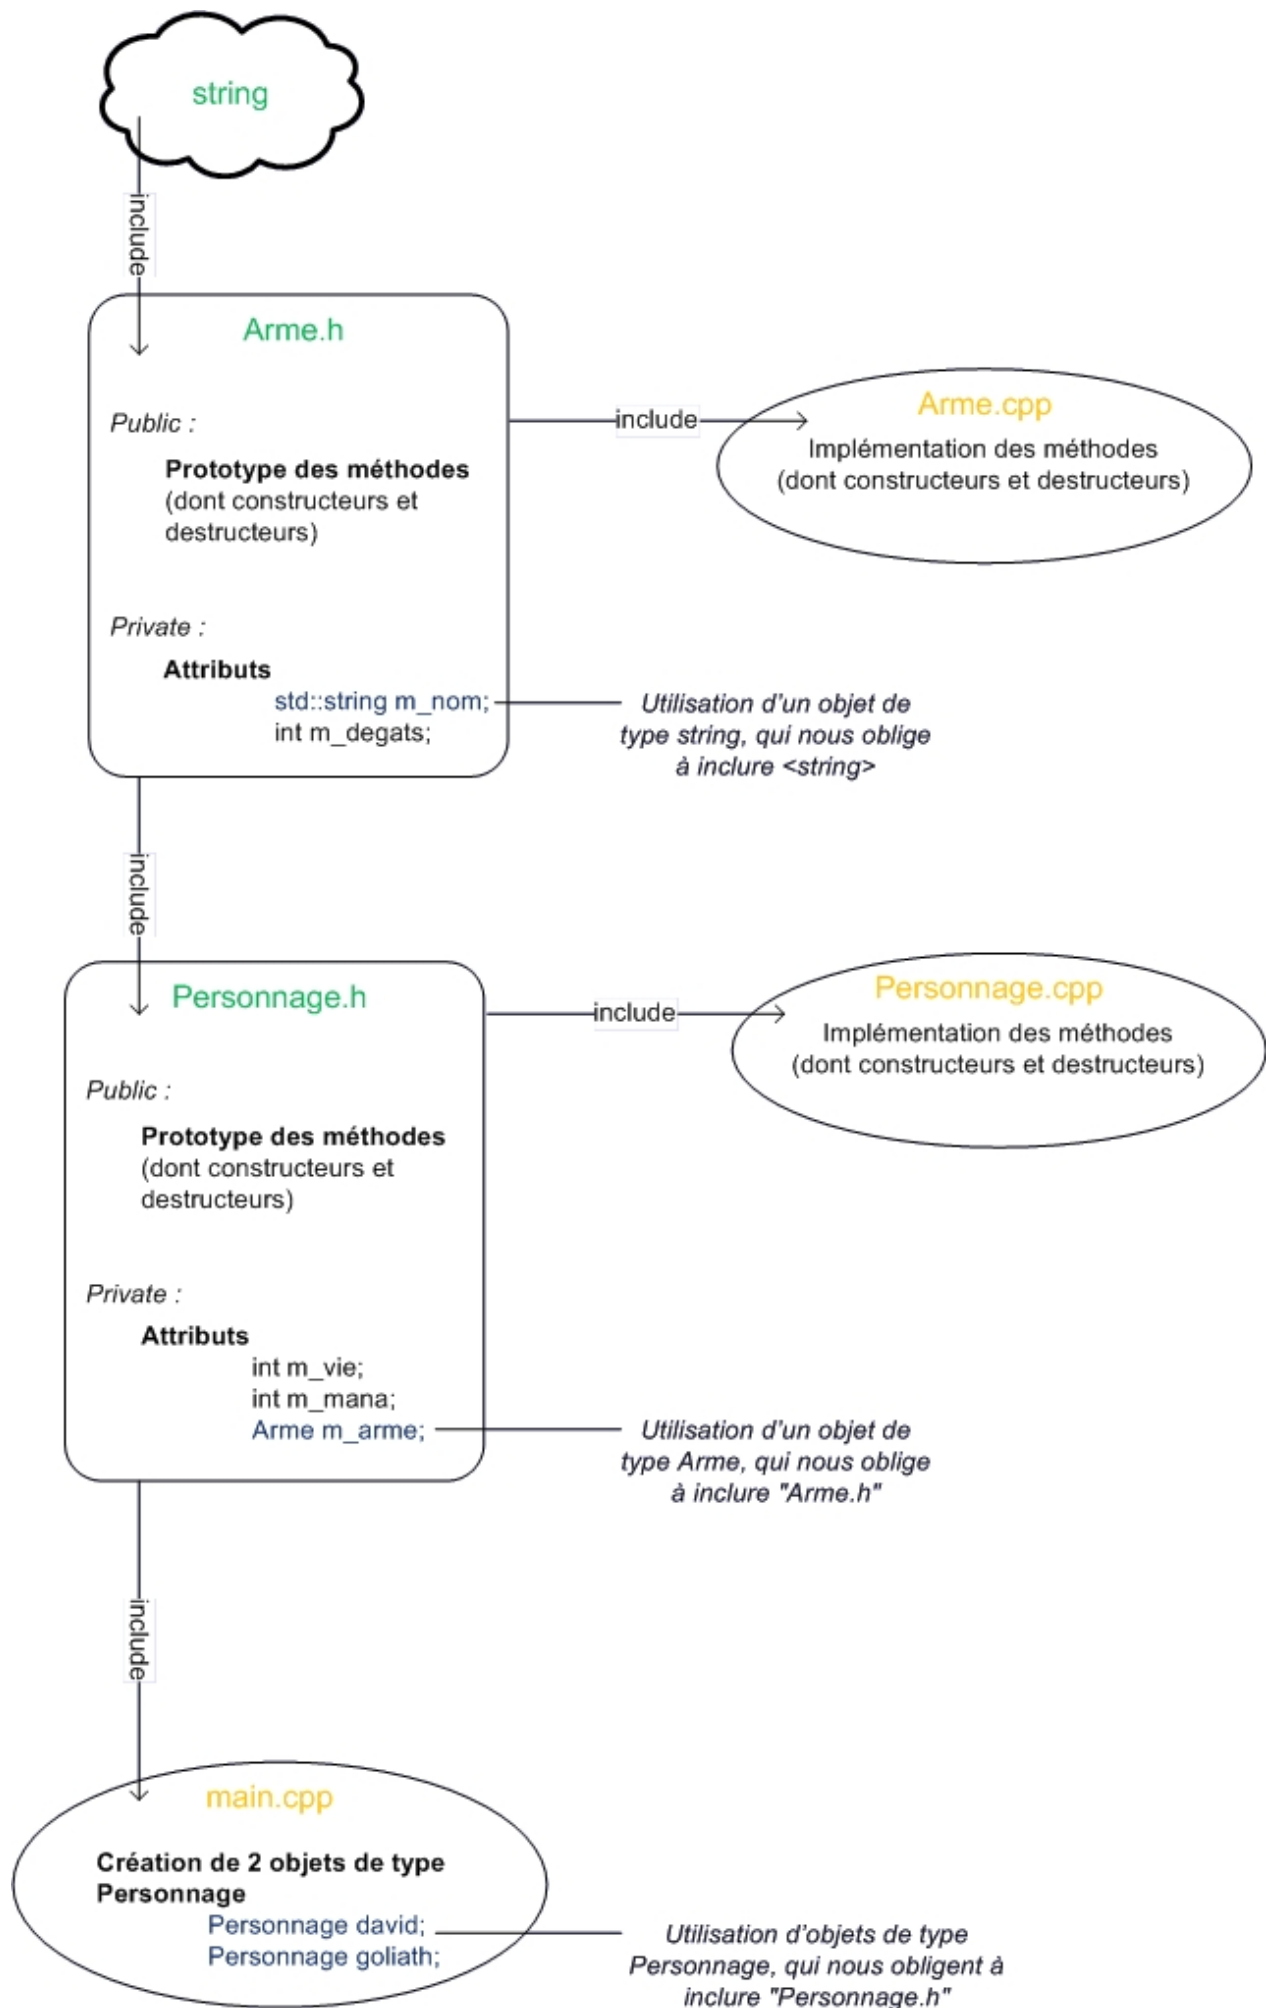 string
include
Arme.h
Public :
Prototype des méthodes
(dont constructeurs et
destructeurs)
Private :
Attributs
std::string m_nom;
int m_degats;
include
Arme.cpp
Implémentation des méthodes
(dont constructeurs et destructeurs)
Utilisation d'un objet de
type string, qui nous oblige
à inclure <string>
include
Personnage.h
Public :
Prototype des méthodes
(dont constructeurs et
destructeurs)
Private :
Attributs
int m_vie;
int m_mana;
Arme m_arme;
include
Personnage.cpp
Implémentation des méthodes
(dont constructeurs et destructeurs)
Utilisation d'un objet de
type Arme, qui nous oblige
à inclure "Arme.h"
include
main.cpp
Création de 2 objets de type
Personnage
Personnage david;
Personnage goliath;
Utilisation d'objets de type
Personnage, qui nous obligent à
inclure "Personnage.h"